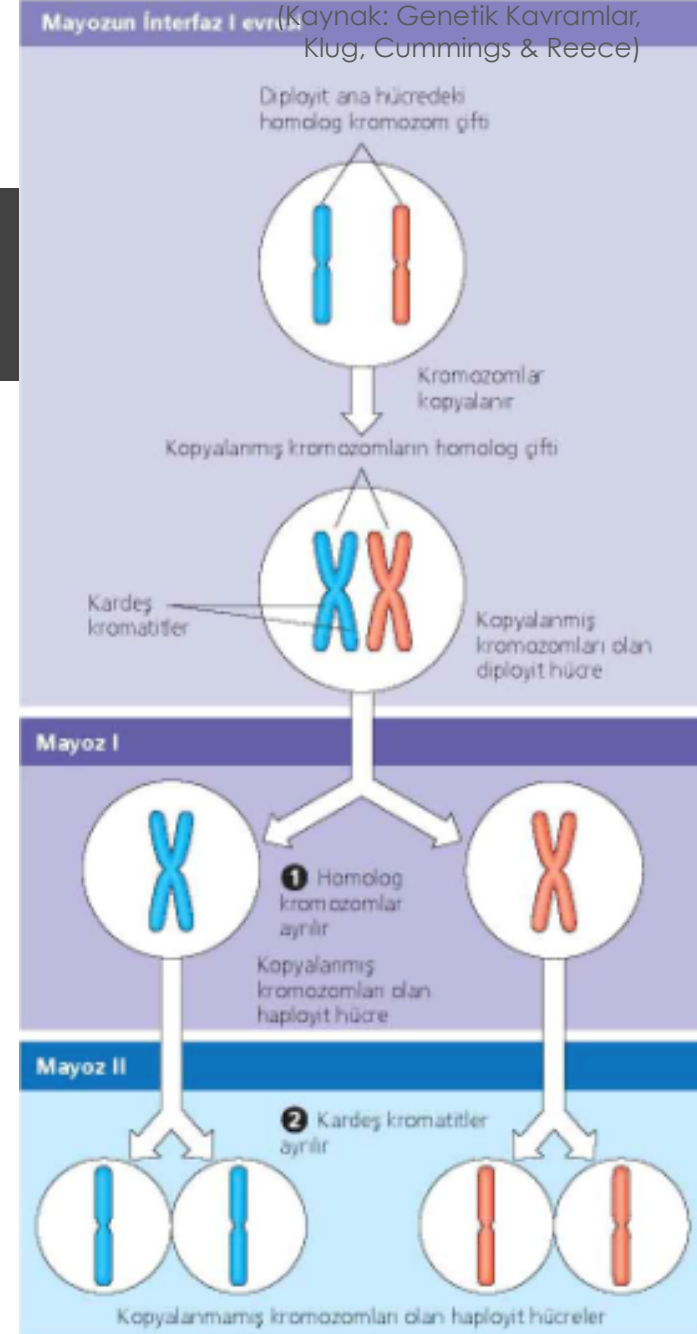 Mayozun İnterfaz I evresi
(Kaynak: Genetik Kavramlar,
Klug, Cummings & Reece)
Diployit ana hücredeki
homolog kromozom çifti
Kromozomlar
kopyalanır
Kopyalanmış kromozomların homolog çifti
Kardeş
kromatitler
Kopyalanmış
kromozomları olan
diployit hücre
Mayoz I
1 Homolog
kromozomlar
ayrılır
Kopyalanmış
kromozomları olan
haployit hücre
Mayoz II
2 Kardeş kromatitler
ayrılır
Kopyalanmamış kromozomları olan haployit hücreler